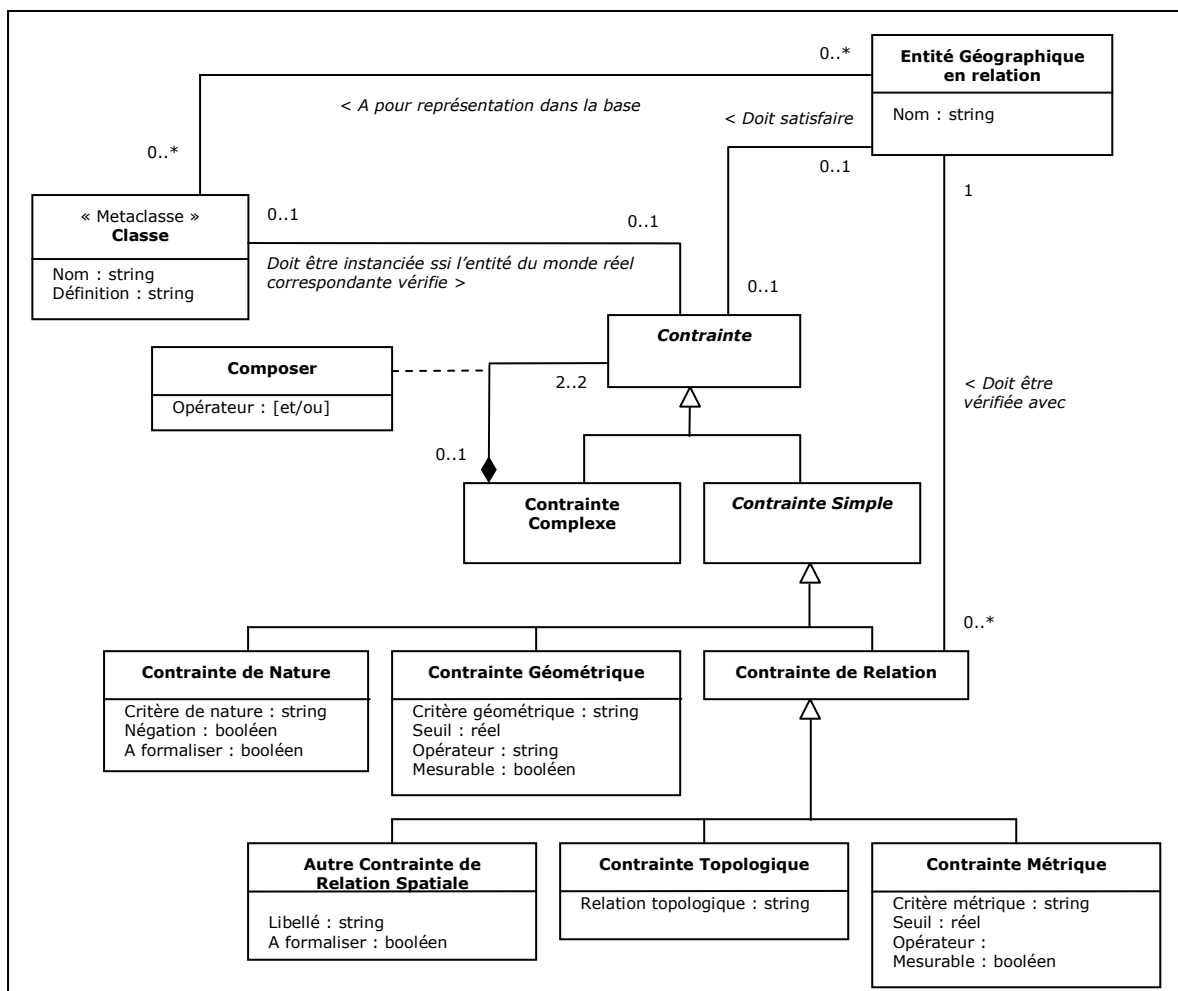 0..*
Entité Géographique
en relation
Nom : string
< A pour représentation dans la base
< Doit satisfaire
0..*
0..1
1
« Metaclasse »
Classe
Nom : string
Définition : string
0..1
0..1
Doit être instanciée ssi l’entité du monde réel
correspondante vérifie >
0..1
Contrainte
Composer
Opérateur : [et/ou]
2..2
< Doit être
vérifiée avec
0..1
Contrainte
Complexe
Contrainte Simple
0..*
Contrainte de Nature
Critère de nature : string
Négation : booléen
A formaliser : booléen
Contrainte Géométrique
Critère géométrique : string
Seuil : réel
Opérateur : string
Mesurable : booléen
Contrainte de Relation
Autre Contrainte de
Relation Spatiale
Libellé : string
A formaliser : booléen
Contrainte Topologique
Relation topologique : string
Contrainte Métrique
Critère métrique : string
Seuil : réel
Opérateur :
Mesurable : booléen